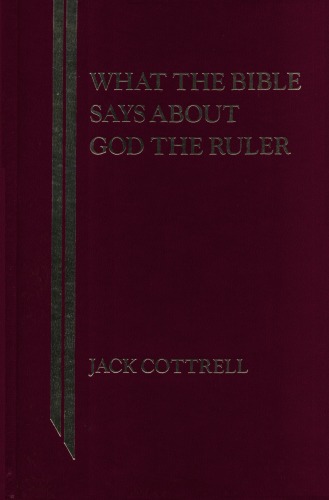 WHAT THE BIBLE
SAYS ABOUT
GOD THE RULER
JACK COTTRELL